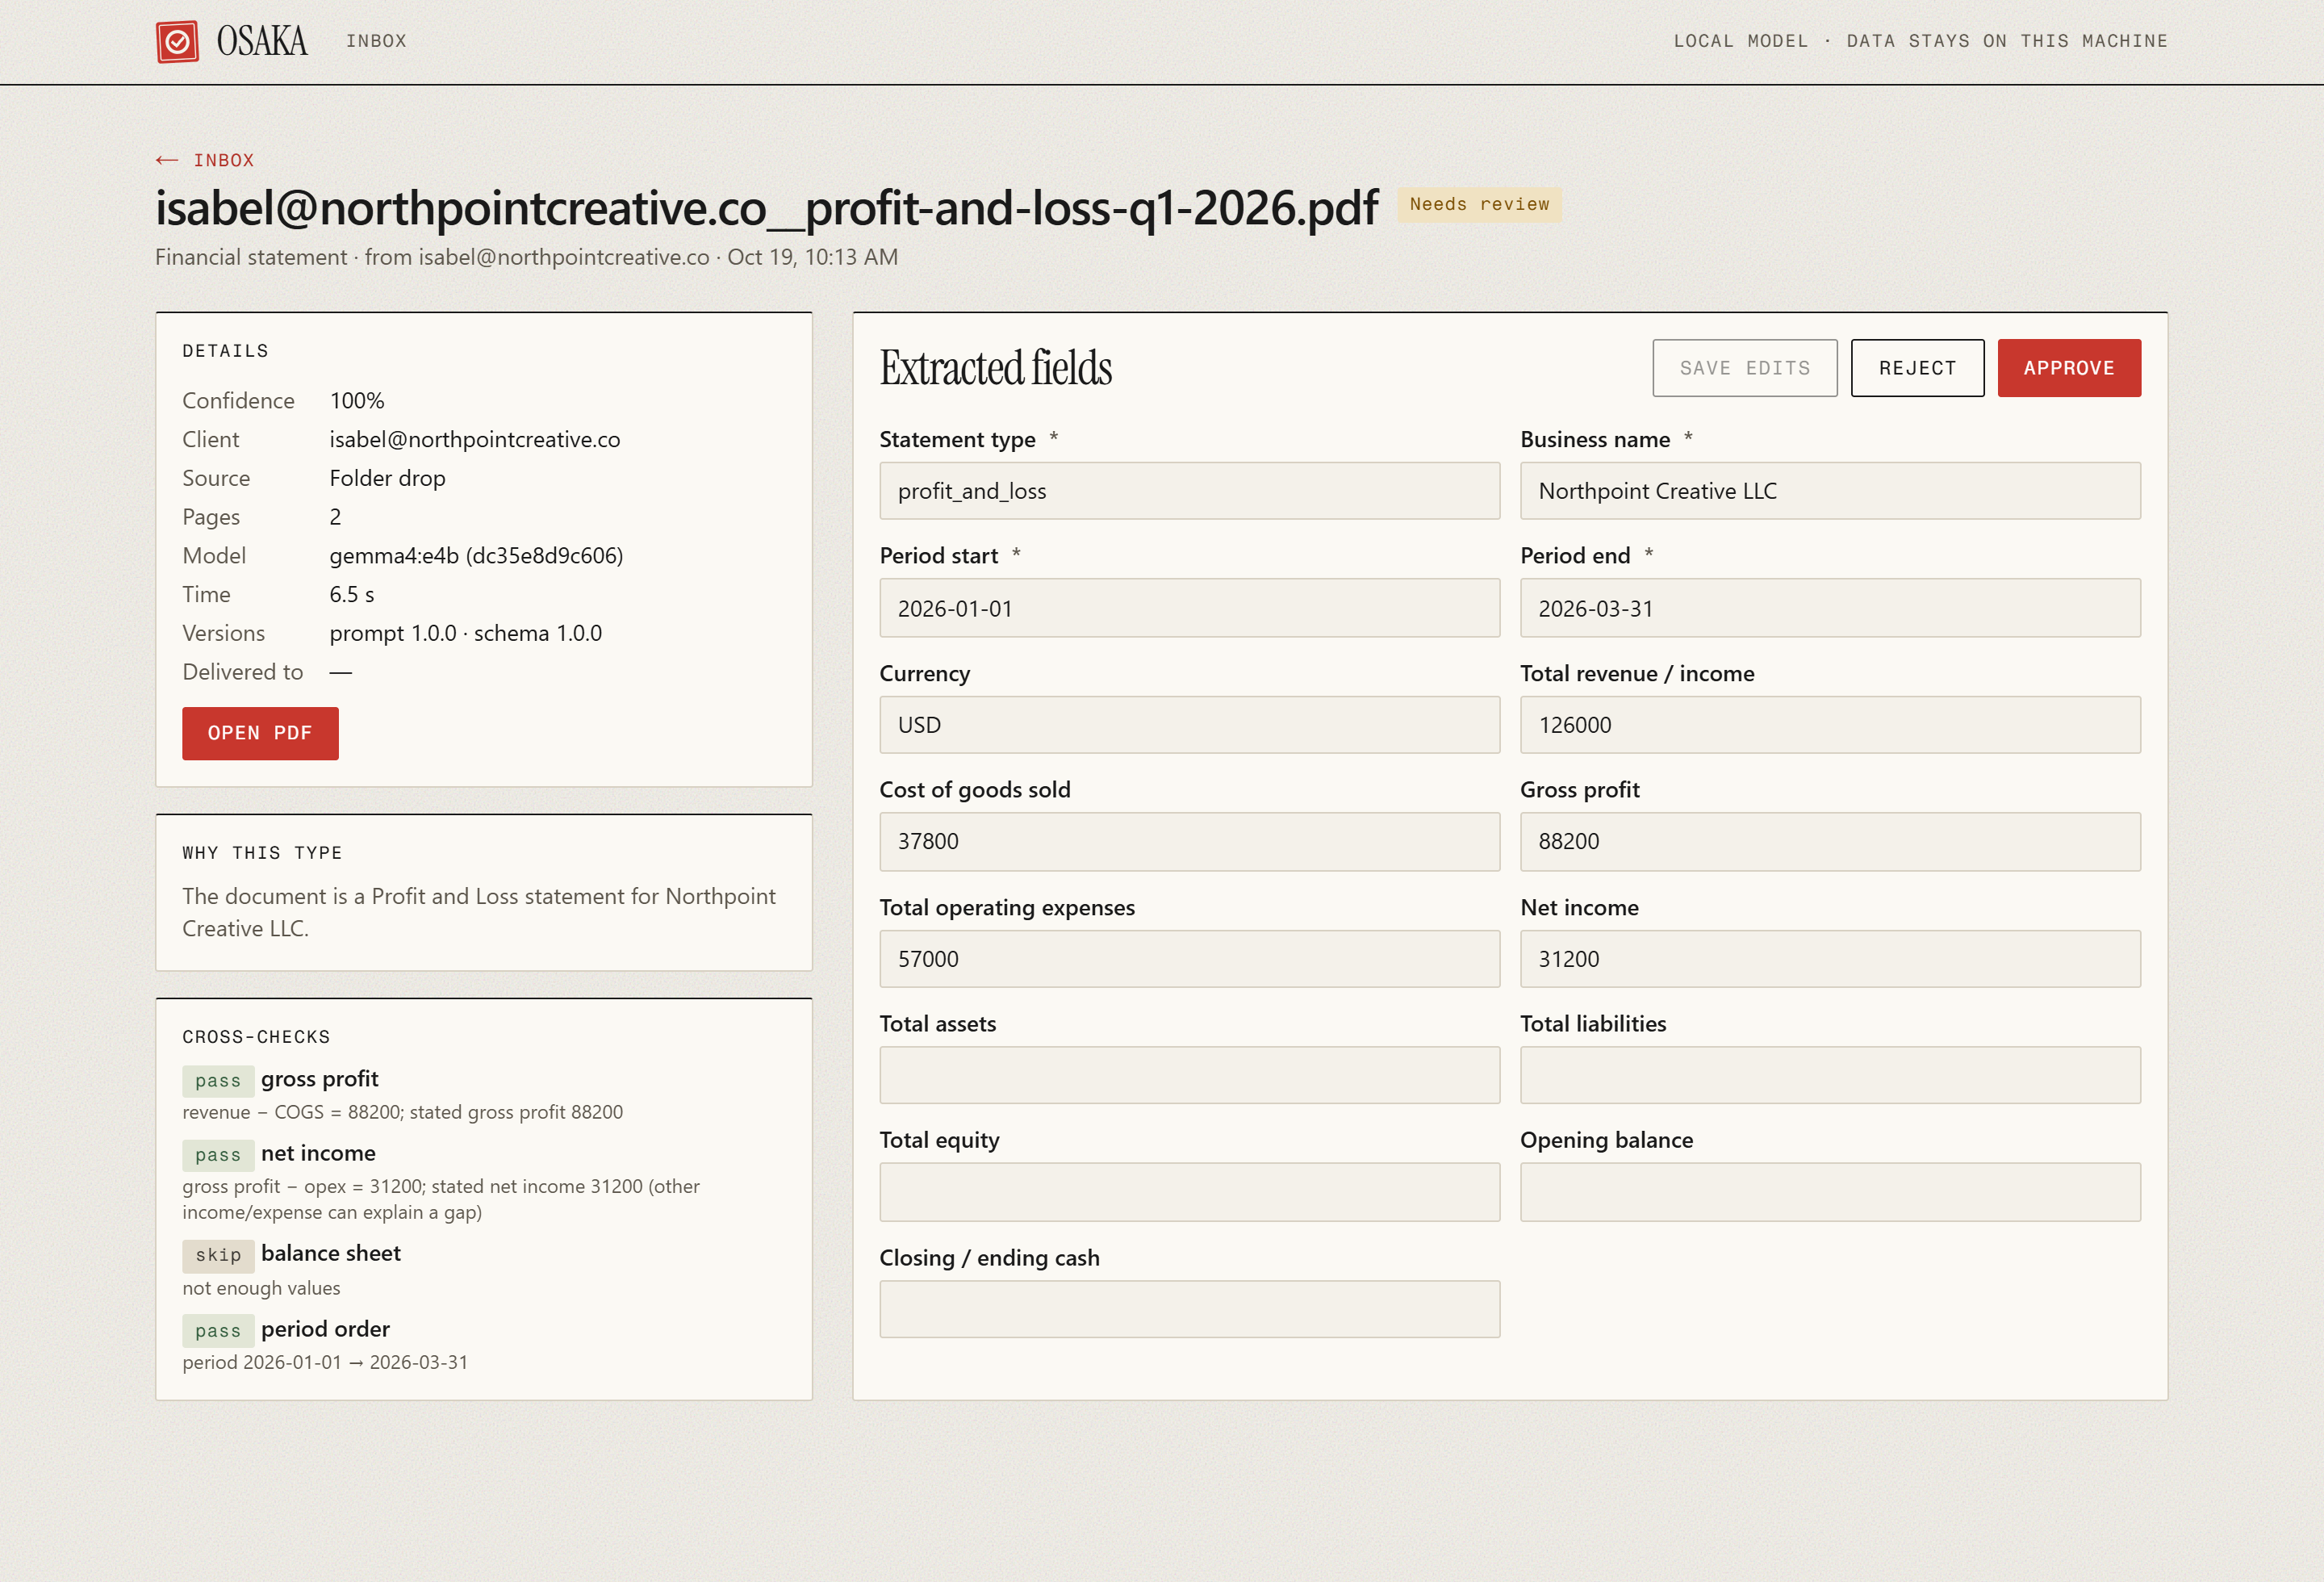 OSAKA
INBOX
LOCAL MODEL · DATA STAYS ON THIS MACHINE
← INBOX
isabel@northpointcreative.co__profit-and-loss-q1-2026.pdf
Needs review
Financial statement · from isabel@northpointcreative.co · Oct 19, 10:13 AM
DETAILS
Confidence 100%
Client isabel@northpointcreative.co
Source Folder drop
Pages 2
Model gemma4:e4b (dc35e8d9c606)
Time 6.5 s
Versions prompt 1.0.0 · schema 1.0.0
Delivered to —
OPEN PDF
WHY THIS TYPE
The document is a Profit and Loss statement for Northpoint
Creative LLC.
CROSS-CHECKS
pass gross profit
revenue − COGS = 88200; stated gross profit 88200
pass net income
gross profit − opex = 31200; stated net income 31200 (other
income/expense can explain a gap)
skip balance sheet
not enough values
pass period order
period 2026-01-01 → 2026-03-31
Extracted fields
SAVE EDITS
REJECT
APPROVE
Statement type *
profit_and_loss
Business name *
Northpoint Creative LLC
Period start *
2026-01-01
Period end *
2026-03-31
Currency
USD
Total revenue / income
126000
Cost of goods sold
37800
Gross profit
88200
Total operating expenses
57000
Net income
31200
Total assets
Total liabilities
Total equity
Opening balance
Closing / ending cash